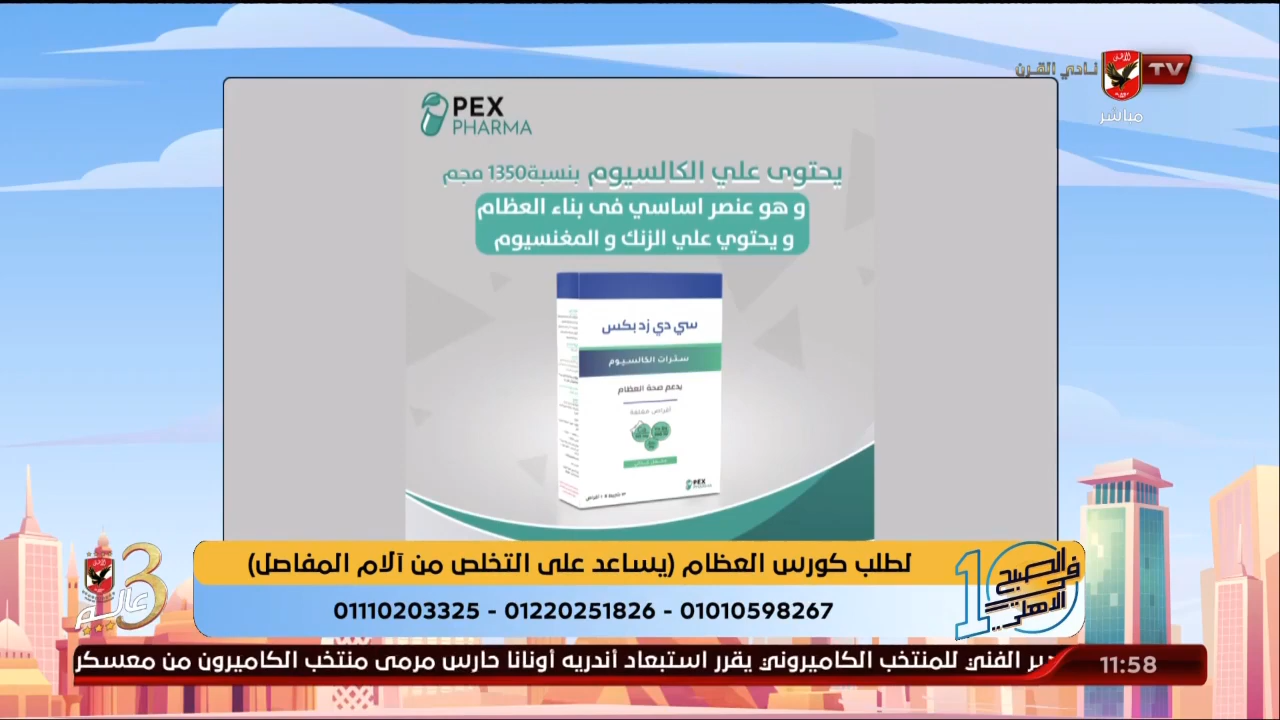 نادي القرن
TV
مباشر
PEX
PHARMA
يحتوى علي الكالسيوم بنسبة1350 مجم
و هو عنصر اساسي فى بناء العظام
و يحتوي علي الزنك و المغنسيوم
سي دي زد بكس
سترات الكالسيوم
يدعم صحة العظام
أقراص مغلفة
PEX
PHARMA
لطلب كورس العظام (يساعد على التخلص من آلام المفاصل)
01110203325 - 01220251826 - 01010598267
10 الصبح
في الأهلي
3 عالم
دير الفني للمنتخب الكاميروني يقرر استبعاد أندريه أونانا حارس مرمى منتخب الكاميرون من معسكر
11:58